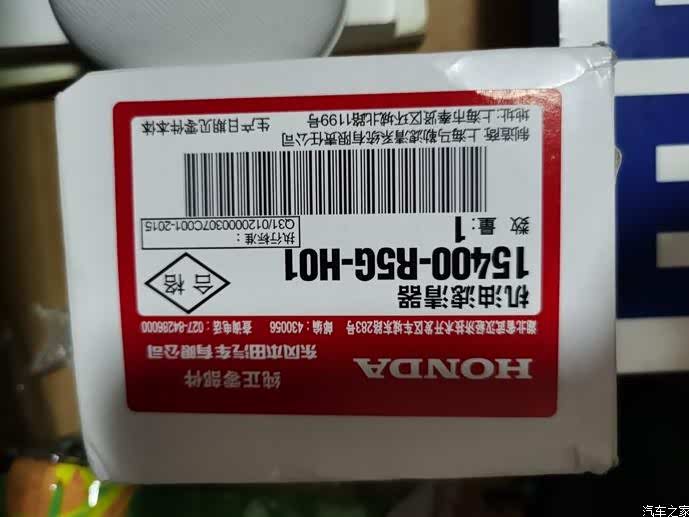 HONDA 纯正零部件
东风本田汽车有限公司
湖北省武汉经济技术开发区车城东路283号 邮编：430056 查询电话：027-84286000
机油滤清器
15400-R5G-H01
合格
数 量：1
执行标准：
Q31/0120000307C001-2015
制造商：上海马勒滤清系统有限责任公司
地址：上海市奉贤区环城北路1199号
生产日期见零件本体
汽车之家